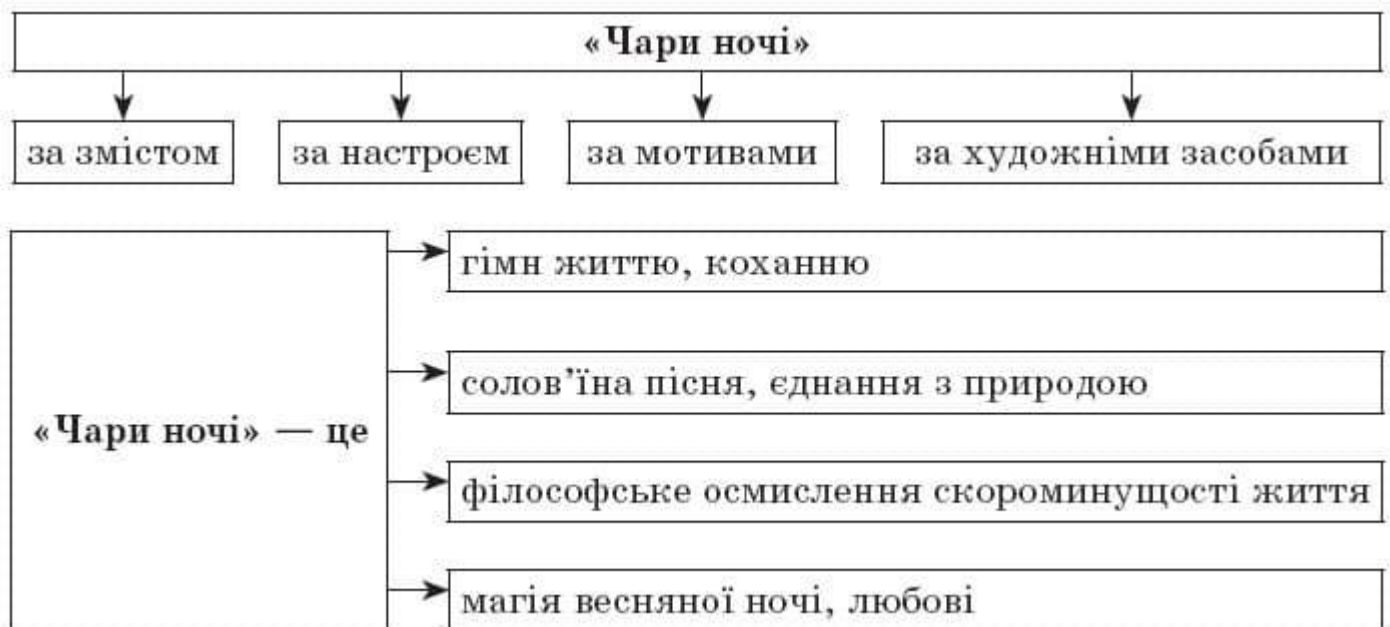 «Чари ночі»
за змістом
за настроєм
за мотивами
за художніми засобами
«Чари ночі» — це
гімн життю, коханню
солов’їна пісня, єднання з природою
філософське осмислення скороминущості життя
магія весняної ночі, любові